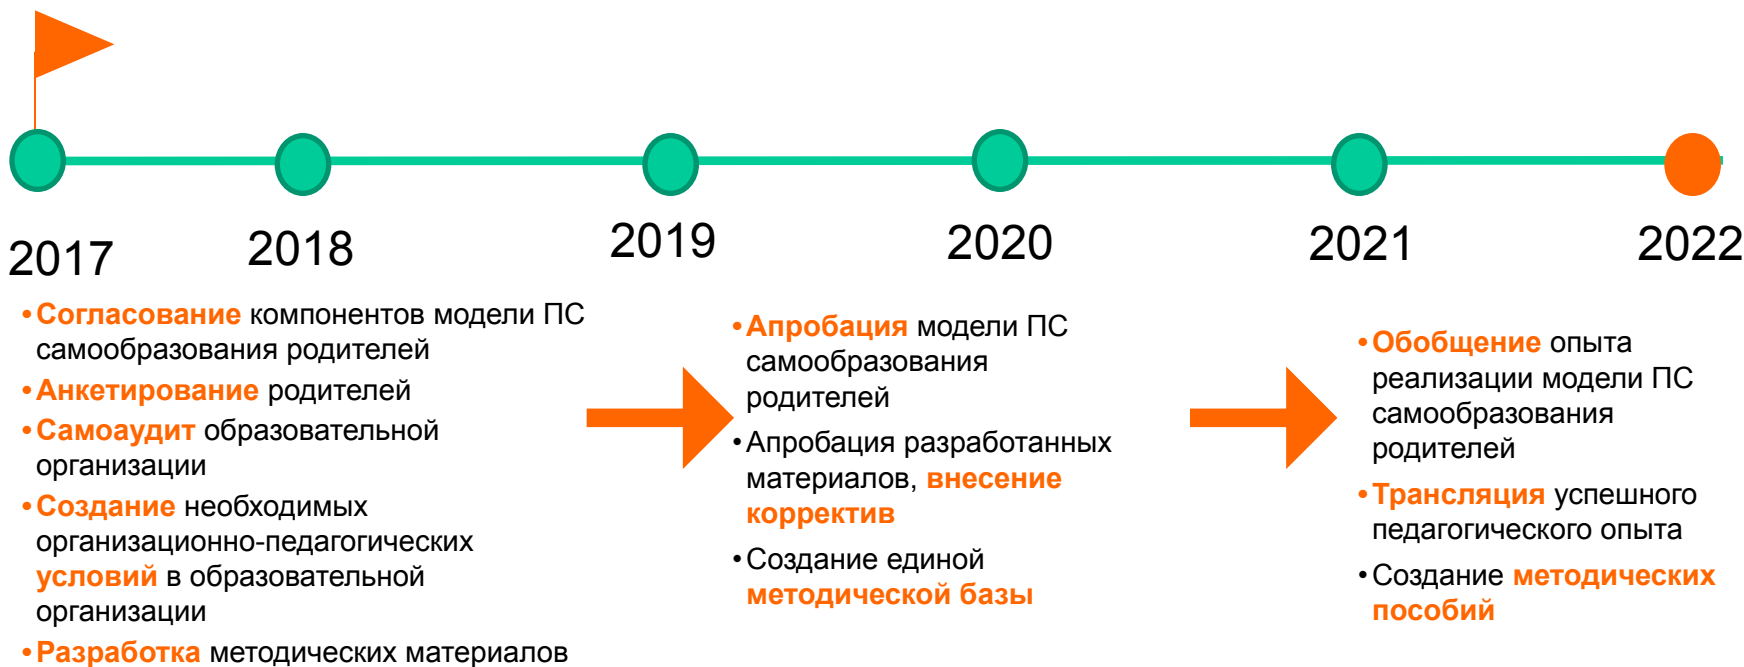 2017
2018
2019
2020
2021
2022
•Согласование компонентов модели ПС
самообразования родителей
•Анкетирование родителей
•Самоаудит образовательной
организации
•Создание необходимых
организационно-педагогических
условий в образовательной
организации
•Разработка методических материалов
•Апробация модели ПС
самообразования
родителей
•Апробация разработанных
материалов, внесение
корректив
•Создание единой
методической базы
•Обобщение опыта
реализации модели ПС
самообразования
родителей
•Трансляция успешного
педагогического опыта
•Создание методических
пособий